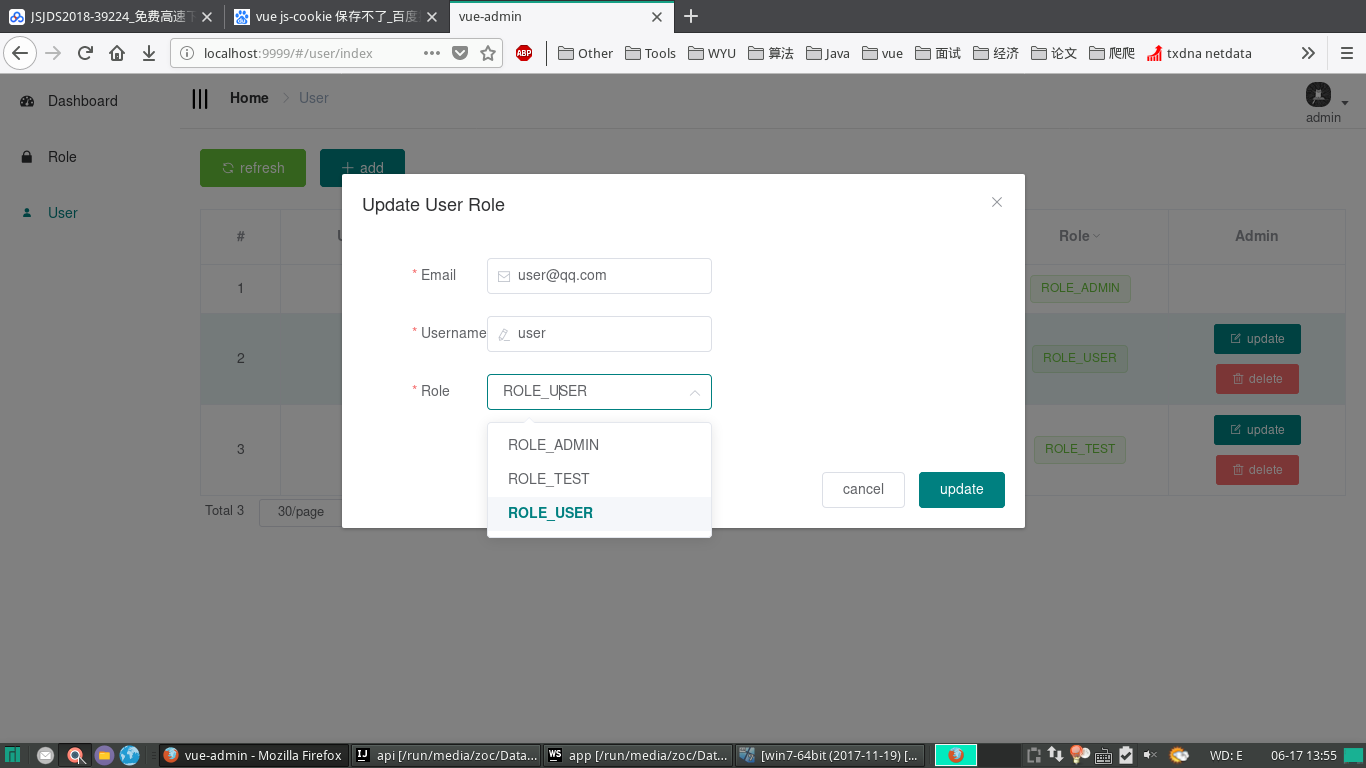 JSJDS2018-39224_免费高速下
vue js-cookie 保存不了_百度
vue-admin
localhost:9999/#/user/index
ABP
Other
Tools
WYU
算法
Java
vue
面试
经济
论文
爬爬
txdna netdata
Dashboard
Home
User
admin
Role
refresh
add
User
Update User Role
#
U
Role
Admin
* Email
user@qq.com
1
ROLE_ADMIN
* Username
user
2
ROLE_USER
update
delete
* Role
ROLE_USER
ROLE_ADMIN
ROLE_TEST
ROLE_USER
3
ROLE_TEST
update
delete
cancel
update
Total 3
30/page
vue-admin - Mozilla Firefox
IJ
api [/run/media/zoc/Data...
WS
app [/run/media/zoc/Data...
[win7-64bit (2017-11-19) [...
WD: E
06-17 13:55